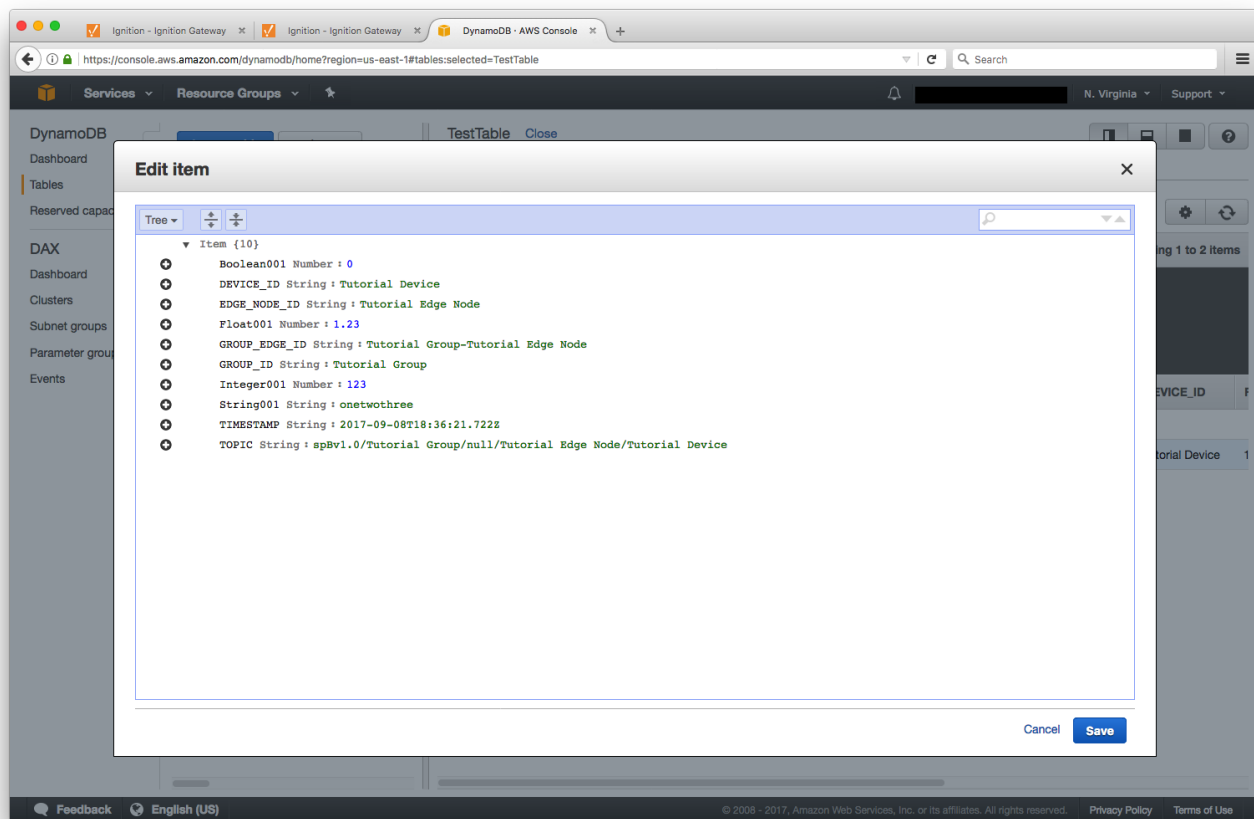 Ignition - Ignition Gateway
Ignition - Ignition Gateway
DynamoDB · AWS Console
https://console.aws.amazon.com/dynamodb/home?region=us-east-1#tables:selected=TestTable
Search
Services
Resource Groups
N. Virginia
Support
DynamoDB
Dashboard
Tables
Reserved capac
DAX
Dashboard
Clusters
Subnet groups
Parameter group
Events
TestTable Close
Edit item
Tree
Item {10}
Boolean001 Number : 0
DEVICE_ID String : Tutorial Device
EDGE_NODE_ID String : Tutorial Edge Node
Float001 Number : 1.23
GROUP_EDGE_ID String : Tutorial Group-Tutorial Edge Node
GROUP_ID String : Tutorial Group
Integer001 Number : 123
String001 String : onetwothree
TIMESTAMP String : 2017-09-08T18:36:21.722Z
TOPIC String : spBv1.0/Tutorial Group/null/Tutorial Edge Node/Tutorial Device
Cancel
Save
ng 1 to 2 items
EVICE_ID
torial Device 1
Feedback
English (US)
© 2008 - 2017, Amazon Web Services, Inc. or its affiliates. All rights reserved.
Privacy Policy
Terms of Use